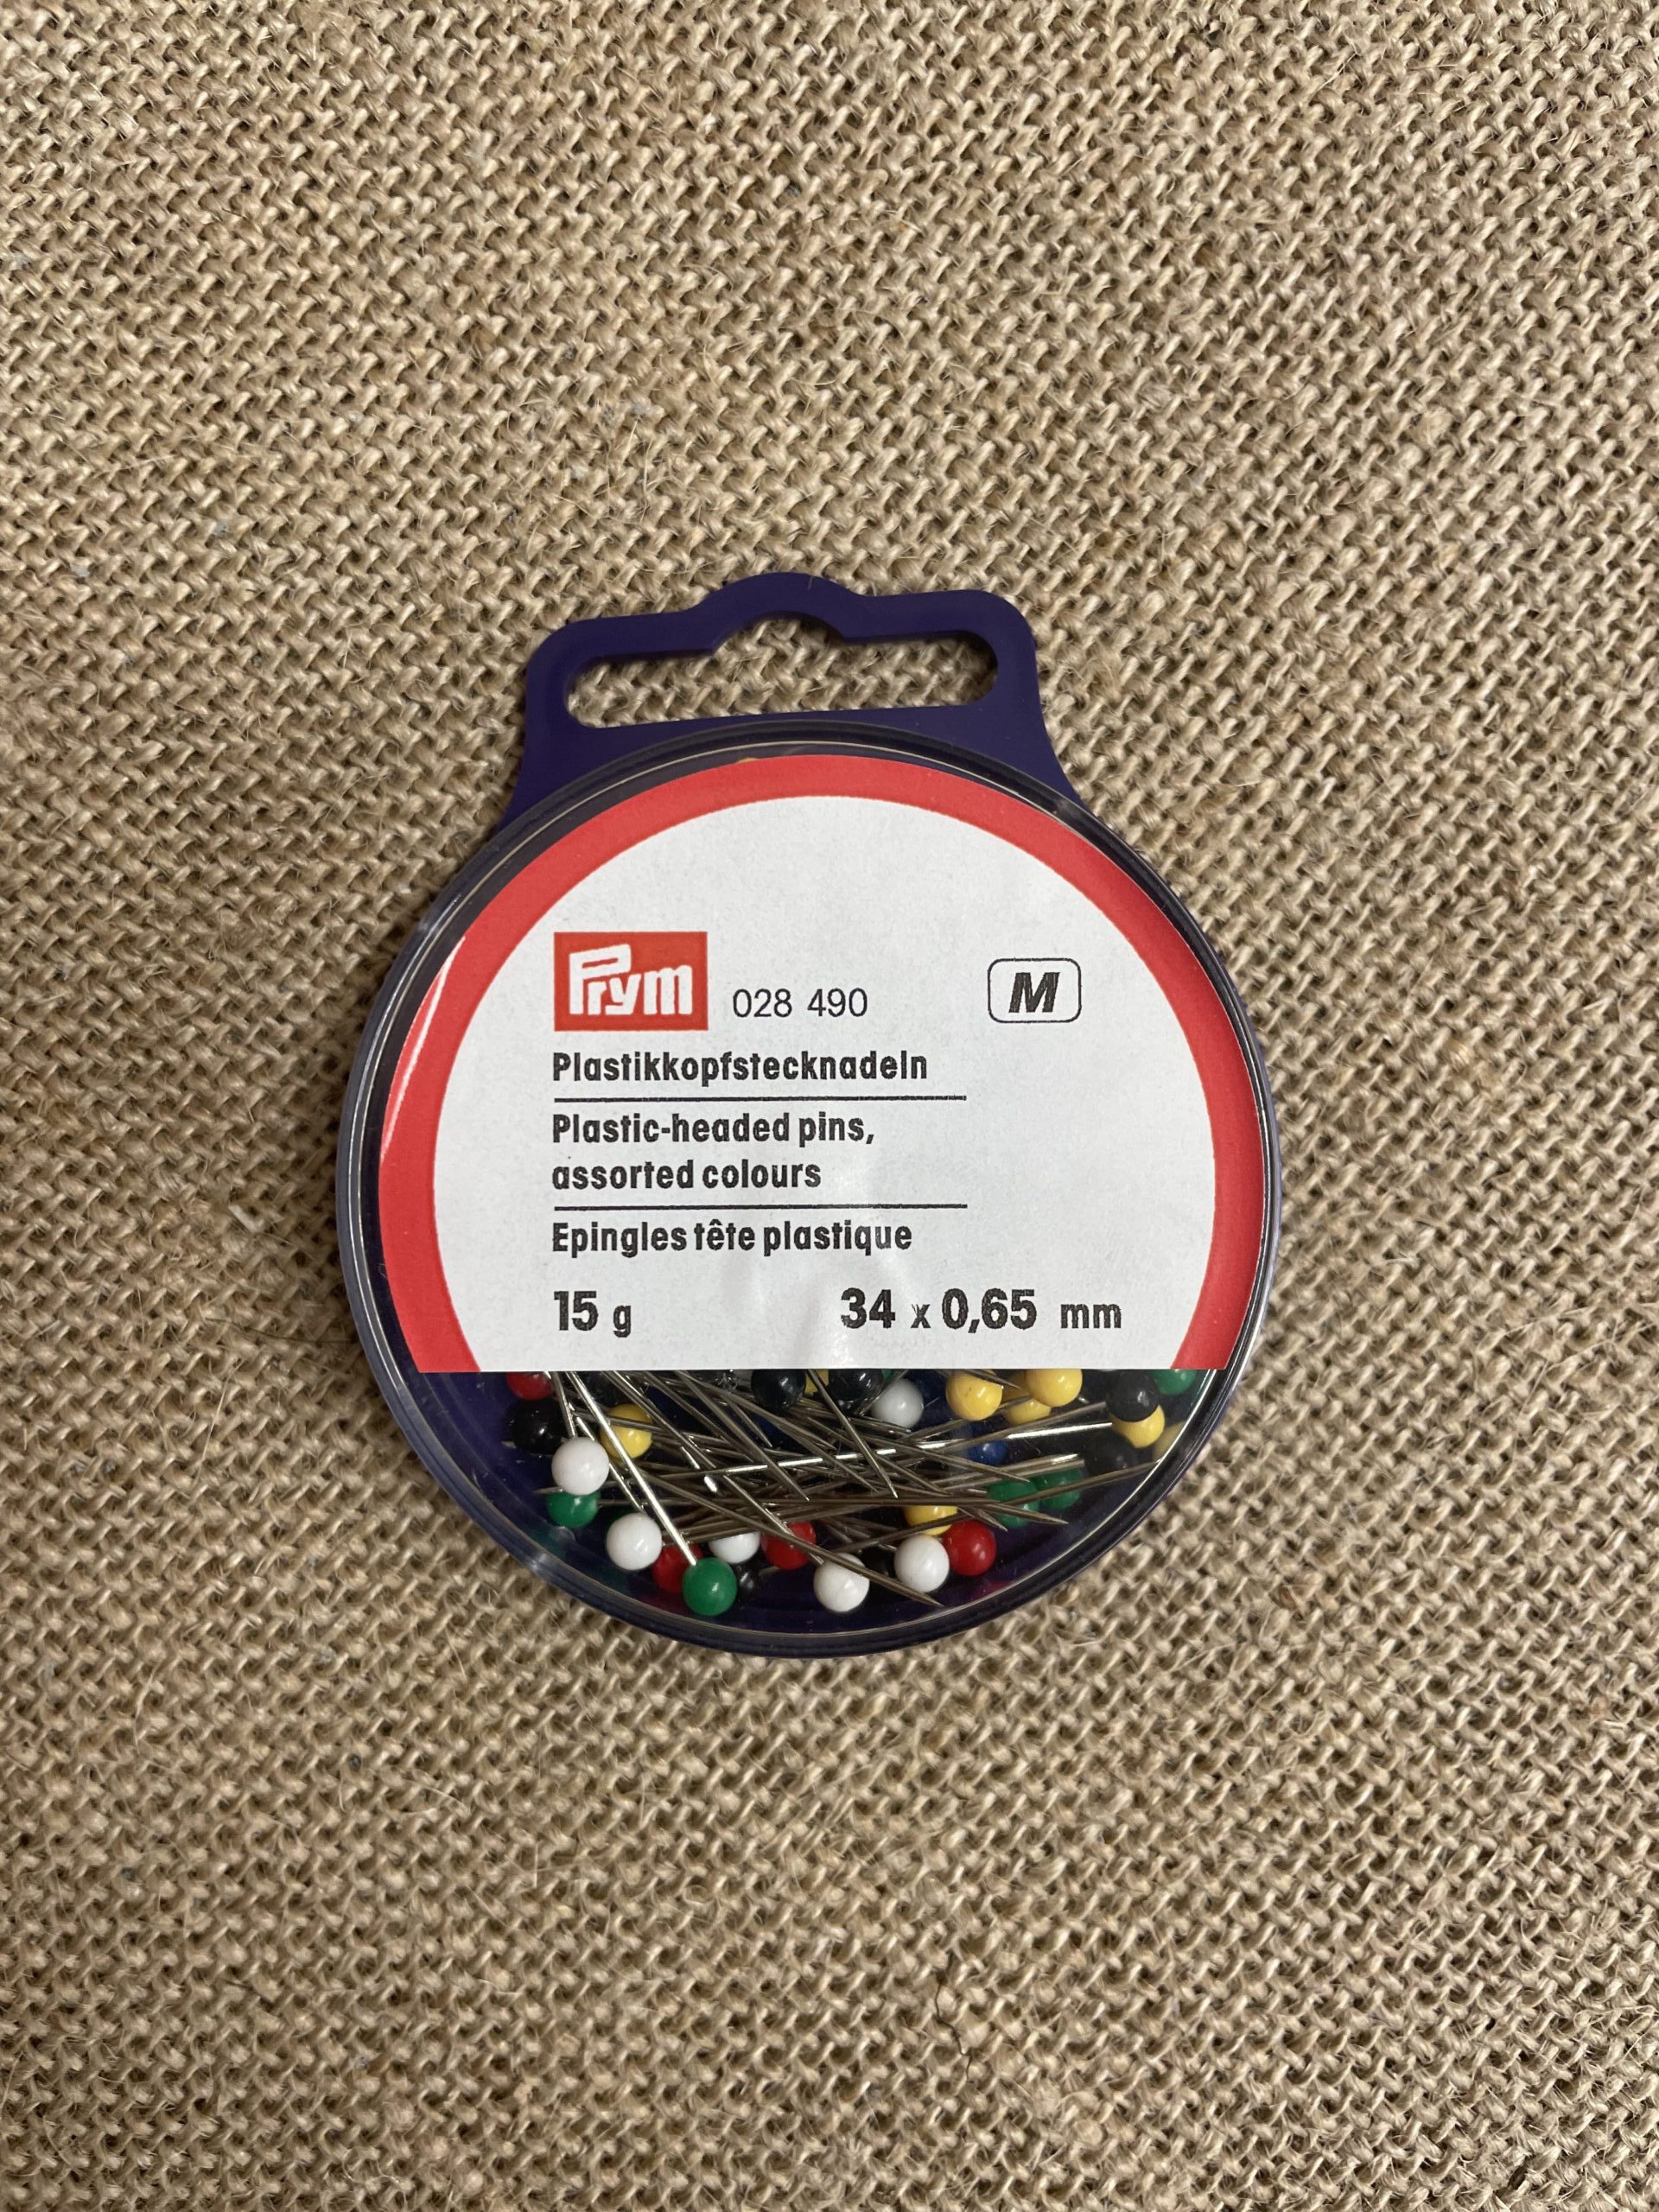 Prym 028 490 M
Plastikkopfstecknadeln
Plastic-headed pins,
assorted colours
Epingles tête plastique
15 g 34 x 0,65 mm